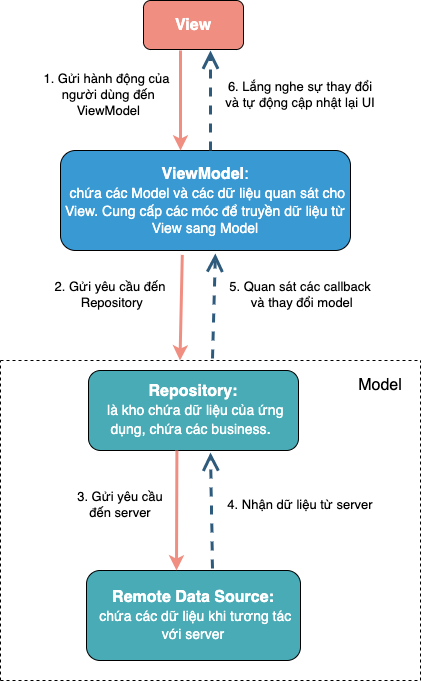 View
1. Gửi hành động của
người dùng đến
ViewModel
6. Lắng nghe sự thay đổi
và tự động cập nhật lại UI
ViewModel:
chứa các Model và các dữ liệu quan sát cho
View. Cung cấp các móc để truyền dữ liệu từ
View sang Model
2. Gửi yêu cầu đến
Repository
5. Quan sát các callback
và thay đổi model
Model
Repository:
là kho chứa dữ liệu của ứng
dụng, chứa các business.
3. Gửi yêu cầu
đến server
4. Nhận dữ liệu từ server
Remote Data Source:
chứa các dữ liệu khi tương tác
với server